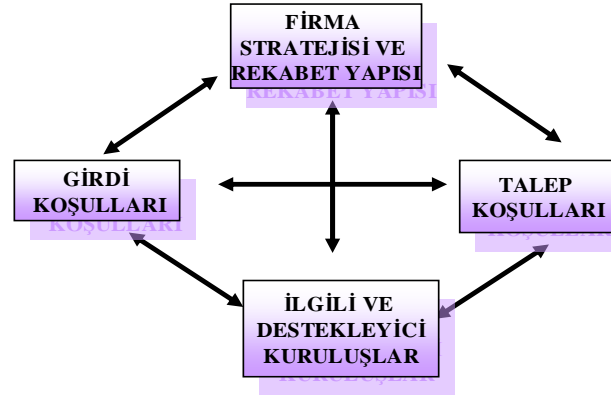 FİRMA
STRATEJİSİ VE
REKABET YAPISI
GİRDİ
KOŞULLARI
TALEP
KOŞULLARI
İLGİLİ VE
DESTEKLEYİCİ
KURULUŞLAR